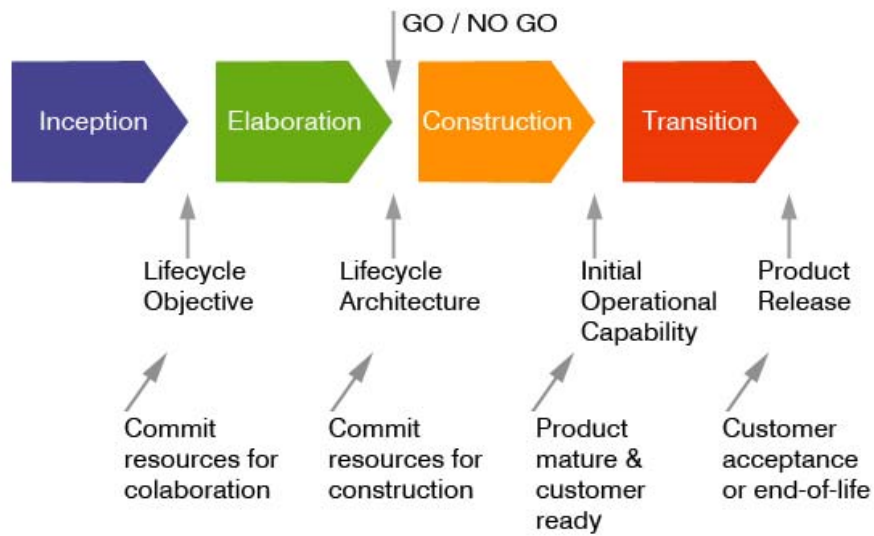 GO / NO GO
Inception
Elaboration
Construction
Transition
Lifecycle
Objective
Lifecycle
Architecture
Initial
Operational
Capability
Product
Release
Commit
resources for
colaboration
Commit
resources for
construction
Product
mature &
customer
ready
Customer
acceptance
or end-of-life